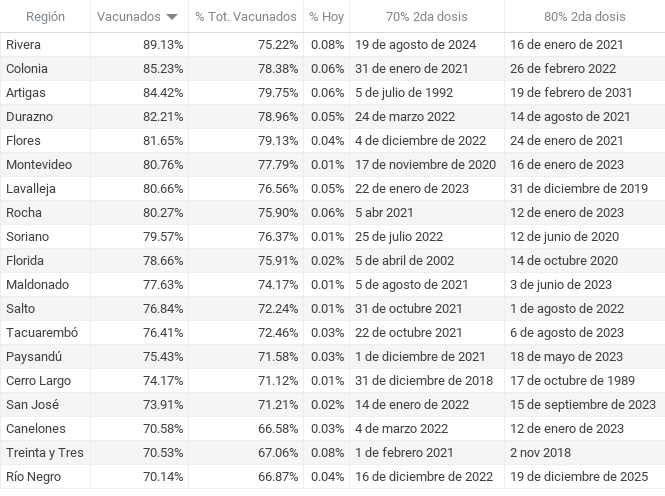 Región Vacunados % Tot. Vacunados % Hoy 70% 2da dosis 80% 2da dosis
Rivera 89.13% 75.22% 0.08% 19 de agosto de 2024 16 de enero de 2021
Colonia 85.23% 78.38% 0.06% 31 de enero de 2021 26 de febrero 2022
Artigas 84.42% 79.75% 0.06% 5 de julio de 1992 19 de febrero de 2031
Durazno 82.21% 78.96% 0.05% 24 de marzo 2022 14 de agosto de 2021
Flores 81.65% 79.13% 0.04% 4 de diciembre de 2022 24 de enero de 2021
Montevideo 80.76% 77.79% 0.01% 17 de noviembre de 2020 16 de enero de 2023
Lavalleja 80.66% 76.56% 0.05% 22 de enero de 2023 31 de diciembre de 2019
Rocha 80.27% 75.90% 0.06% 5 abr 2021 12 de enero de 2023
Soriano 79.57% 76.37% 0.01% 25 de julio 2022 12 de junio de 2020
Florida 78.66% 75.91% 0.02% 5 de abril de 2002 14 de octubre 2020
Maldonado 77.63% 74.17% 0.01% 5 de agosto de 2021 3 de junio de 2023
Salto 76.84% 72.24% 0.01% 31 de octubre 2021 1 de agosto de 2022
Tacuarembó 76.41% 72.46% 0.03% 22 de octubre 2021 6 de agosto de 2023
Paysandú 75.43% 71.58% 0.03% 1 de diciembre de 2021 18 de mayo de 2023
Cerro Largo 74.17% 71.12% 0.01% 31 de diciembre de 2018 17 de octubre de 1989
San José 73.91% 71.21% 0.02% 14 de enero de 2022 15 de septiembre de 2023
Canelones 70.58% 66.58% 0.03% 4 de marzo 2022 12 de enero de 2023
Treinta y Tres 70.53% 67.06% 0.08% 1 de febrero 2021 2 nov 2018
Río Negro 70.14% 66.87% 0.04% 16 de diciembre de 2022 19 de diciembre de 2025